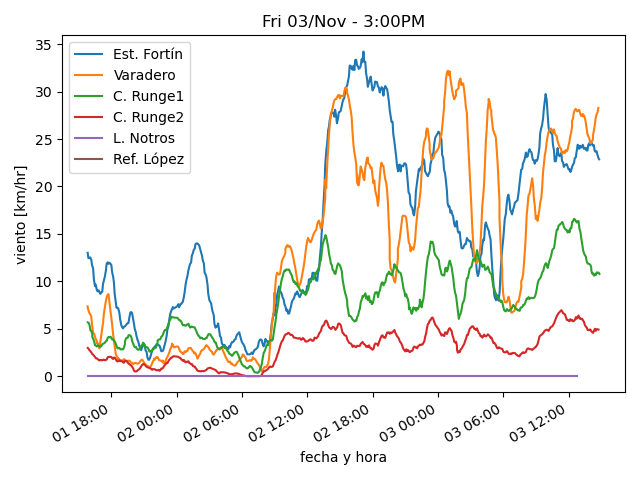 Fri 03/Nov - 3:00PM
Est. Fortín
Varadero
C. Runge1
C. Runge2
L. Notros
Ref. López
35
30
25
20
15
10
5
0
viento [km/hr]
01 18:00
02 00:00
02 06:00
02 12:00
02 18:00
03 00:00
03 06:00
03 12:00
fecha y hora